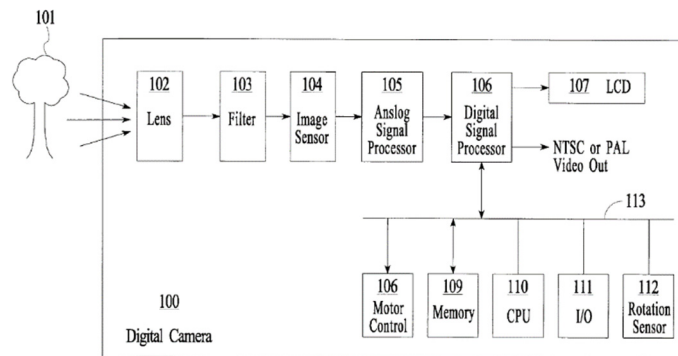 101
102
Lens
103
Filter
104
Image
Sensor
105
Analog
Signal
Processor
106
Digital
Signal
Processor
107 LCD
NTSC or PAL
Video Out
113
100
Digital Camera
106
Motor
Control
109
Memory
110
CPU
111
I/O
112
Rotation
Sensor